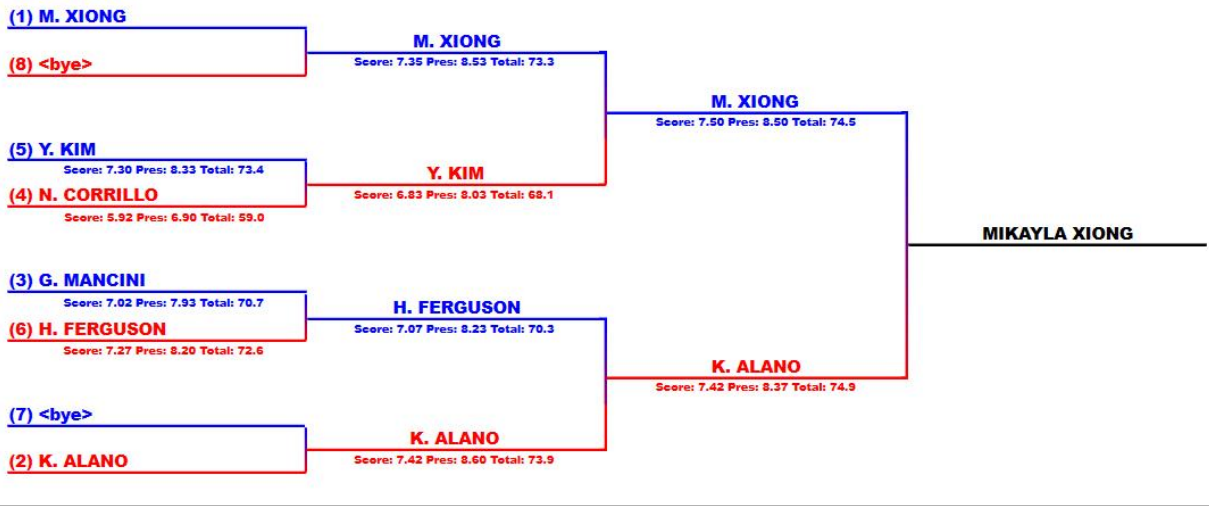 (1) M. XIONG
(8) <bye>
(5) Y. KIM
Score: 7.30 Pres: 8.33 Total: 73.4
(4) N. CORRILLO
Score: 5.92 Pres: 6.90 Total: 59.0
(3) G. MANCINI
Score: 7.02 Pres: 7.93 Total: 70.7
(6) H. FERGUSON
Score: 7.27 Pres: 8.20 Total: 72.6
(7) <bye>
(2) K. ALANO
M. XIONG
Score: 7.35 Pres: 8.53 Total: 73.3
Y. KIM
Score: 6.83 Pres: 8.03 Total: 68.1
H. FERGUSON
Score: 7.07 Pres: 8.23 Total: 70.3
K. ALANO
Score: 7.42 Pres: 8.60 Total: 73.9
M. XIONG
Score: 7.50 Pres: 8.50 Total: 74.5
K. ALANO
Score: 7.42 Pres: 8.37 Total: 74.9
MIKAYLA XIONG